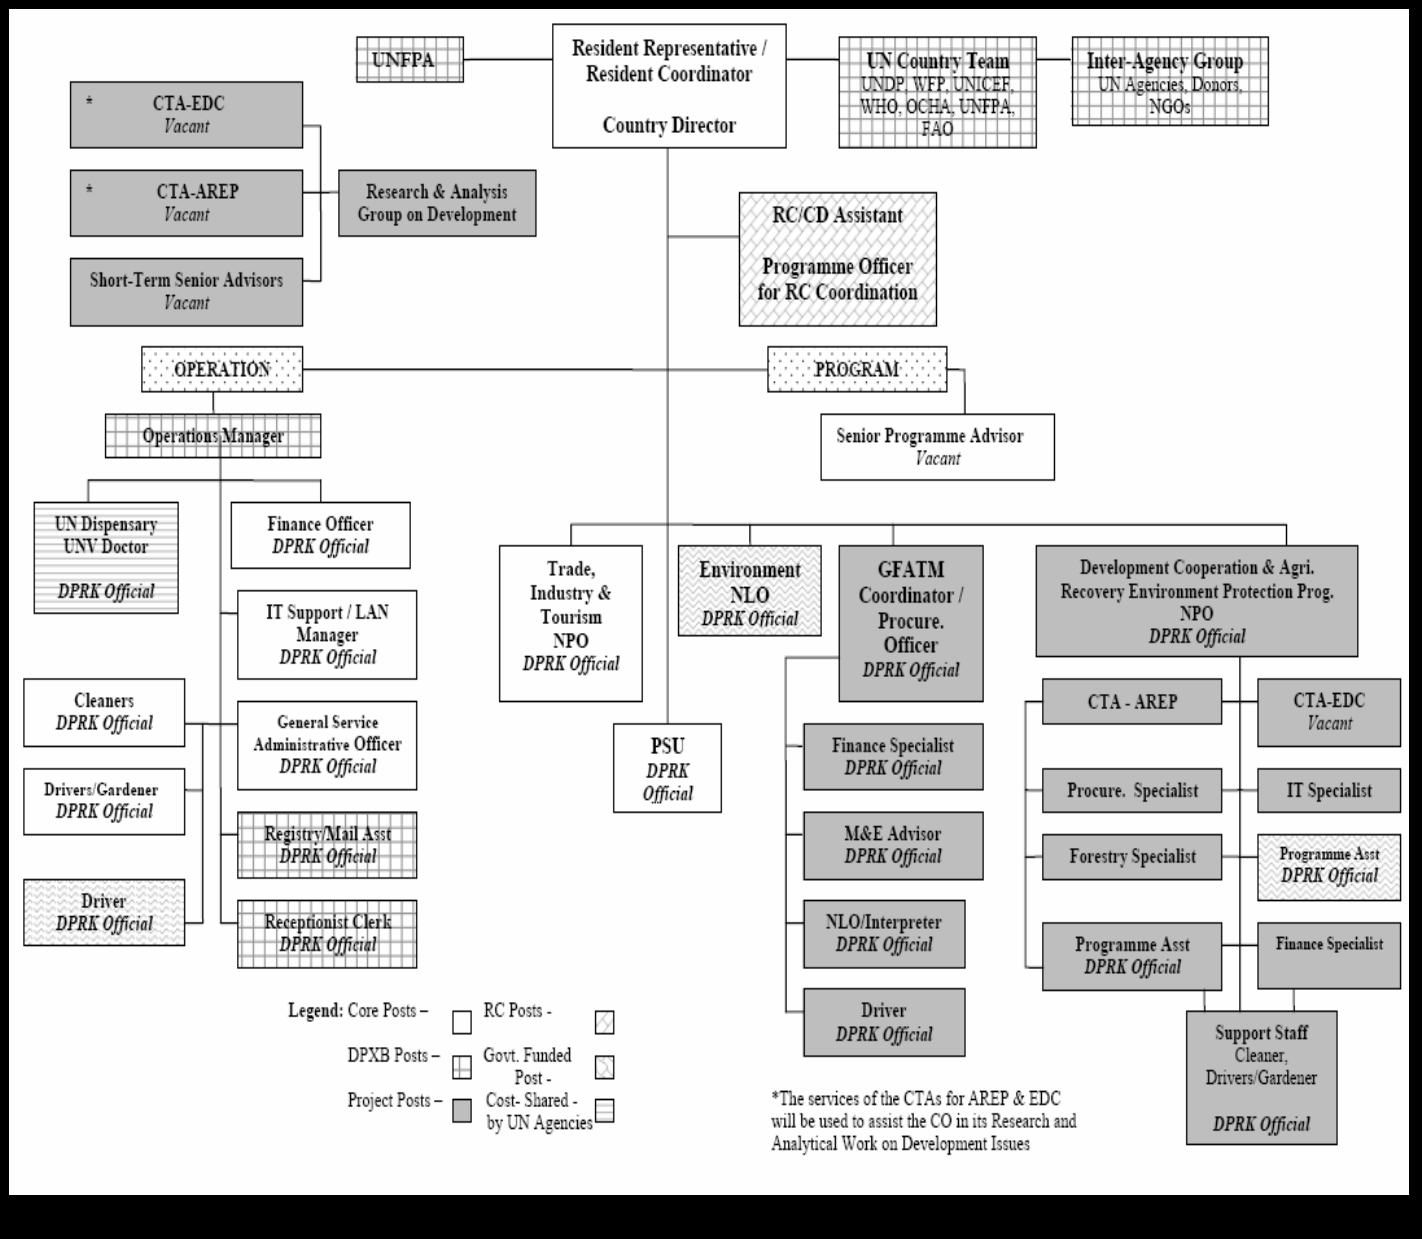 UNFPA
Resident Representative /
Resident Coordinator
Country Director
UN Country Team
UNDP, WFP, UNICEF,
WHO, OCHA, UNFPA,
FAO
Inter-Agency Group
UN Agencies, Donors,
NGOs
* CTA-EDC
Vacant
* CTA-AREP
Vacant
Research & Analysis
Group on Development
Short-Term Senior Advisors
Vacant
RC/CD Assistant
Programme Officer
for RC Coordination
OPERATION
PROGRAM
Operations Manager
Senior Programme Advisor
Vacant
UN Dispensary
UNV Doctor
DPRK Official
Finance Officer
DPRK Official
IT Support / LAN
Manager
DPRK Official
Cleaners
DPRK Official
General Service
Administrative Officer
DPRK Official
Drivers/Gardener
DPRK Official
Registry/Mail Asst
DPRK Official
Driver
DPRK Official
Receptionist Clerk
DPRK Official
Trade,
Industry &
Tourism
NPO
DPRK Official
Environment
NLO
DPRK Official
GFATM
Coordinator /
Procure.
Officer
DPRK Official
Development Cooperation & Agri.
Recovery Environment Protection Prog.
NPO
DPRK Official
PSU
DPRK
Official
Finance Specialist
DPRK Official
M&E Advisor
DPRK Official
NLO/Interpreter
DPRK Official
Driver
DPRK Official
CTA - AREP
CTA-EDC
Vacant
Procure. Specialist
IT Specialist
Forestry Specialist
Programme Asst
DPRK Official
Programme Asst
DPRK Official
Finance Specialist
Support Staff
Cleaner,
Drivers/Gardener
DPRK Official
Legend: Core Posts –
RC Posts -
DPXB Posts –
Govt. Funded
Post -
Project Posts –
Cost- Shared -
by UN Agencies
*The services of the CTAs for AREP & EDC
will be used to assist the CO in its Research and
Analytical Work on Development Issues